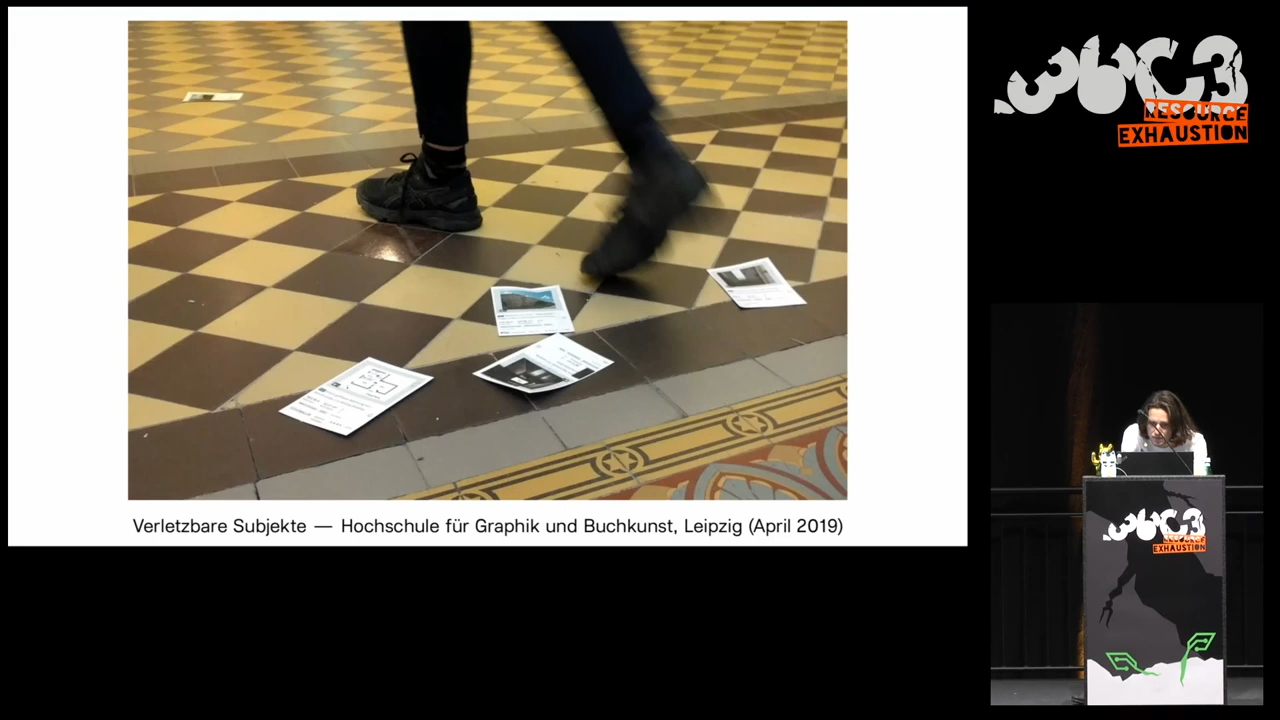 Verletzbare Subjekte — Hochschule für Graphik und Buchkunst, Leipzig (April 2019)
36C3
RESOURCE
EXHAUSTION
36C3
RESOURCE
EXHAUSTION